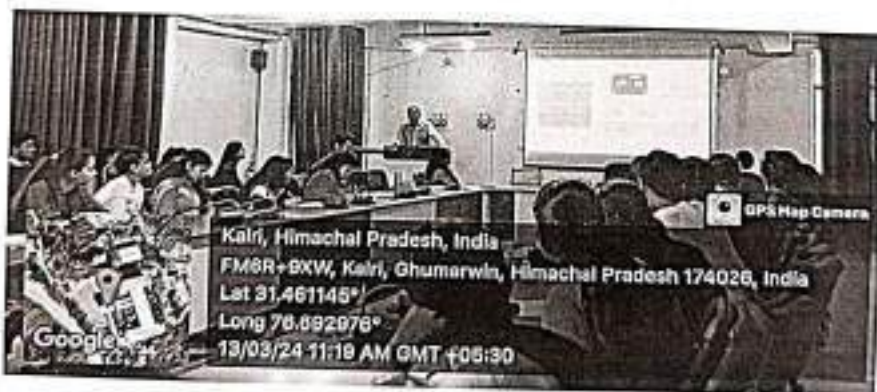 GPS Map Camera
Kalri, Himachal Pradesh, India
FM6R+9XW, Kalri, Ghumarwin, Himachal Pradesh 174026, India
Lat 31.461145°
Long 76.692976°
13/03/24 11:19 AM GMT +05:30
Google